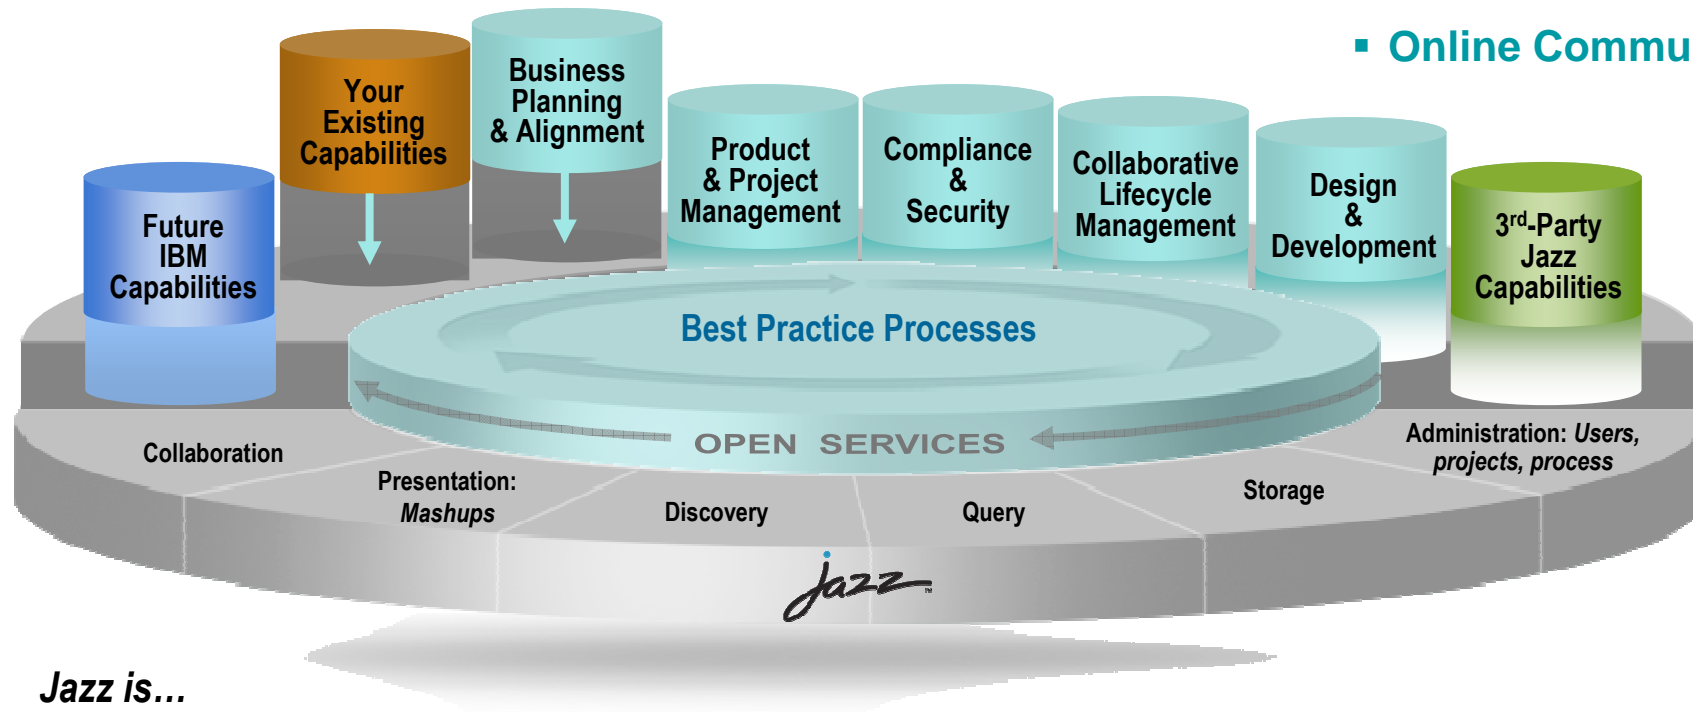 ▪ Online Commu
Your
Existing
Capabilities
Business
Planning
& Alignment
Product
& Project
Management
Compliance
&
Security
Collaborative
Lifecycle
Management
Design
&
Development
3rd-Party
Jazz
Capabilities
Future
IBM
Capabilities
Best Practice Processes
OPEN SERVICES
Collaboration
Presentation:
Mashups
Discovery
Query
Storage
Administration: Users,
projects, process
jazz™
Jazz is…